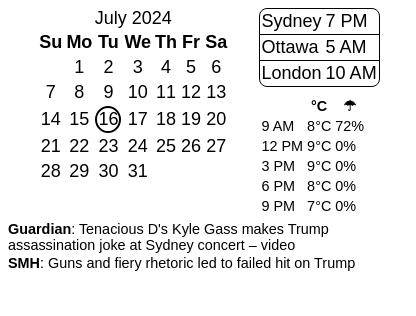 July 2024
Su Mo Tu We Th Fr Sa
1 2 3 4 5 6
7 8 9 10 11 12 13
14 15 16 17 18 19 20
21 22 23 24 25 26 27
28 29 30 31
Sydney 7 PM
Ottawa 5 AM
London 10 AM
°C ☂
9 AM 8°C 72%
12 PM 9°C 0%
3 PM 9°C 0%
6 PM 8°C 0%
9 PM 7°C 0%
Guardian: Tenacious D's Kyle Gass makes Trump
assassination joke at Sydney concert – video
SMH: Guns and fiery rhetoric led to failed hit on Trump